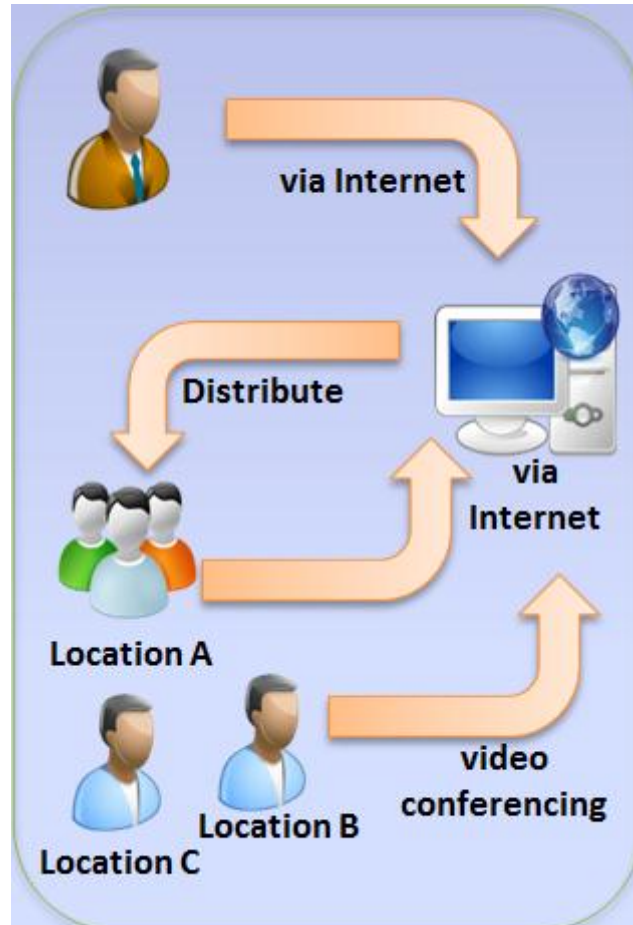 via Internet
Distribute
via
Internet
Location A
video
conferencing
Location B
Location C